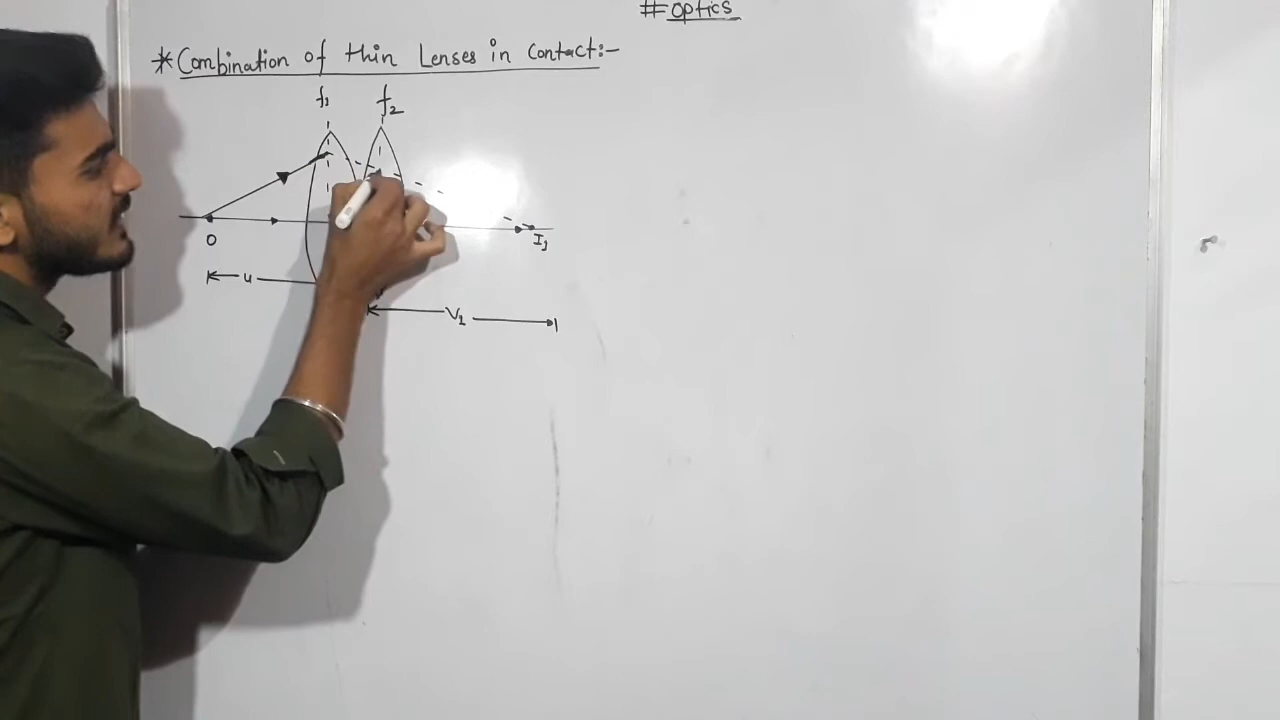 #optics
*Combination of thin Lenses in Contact:-
f₁ f₂
O I₁
u
V₁